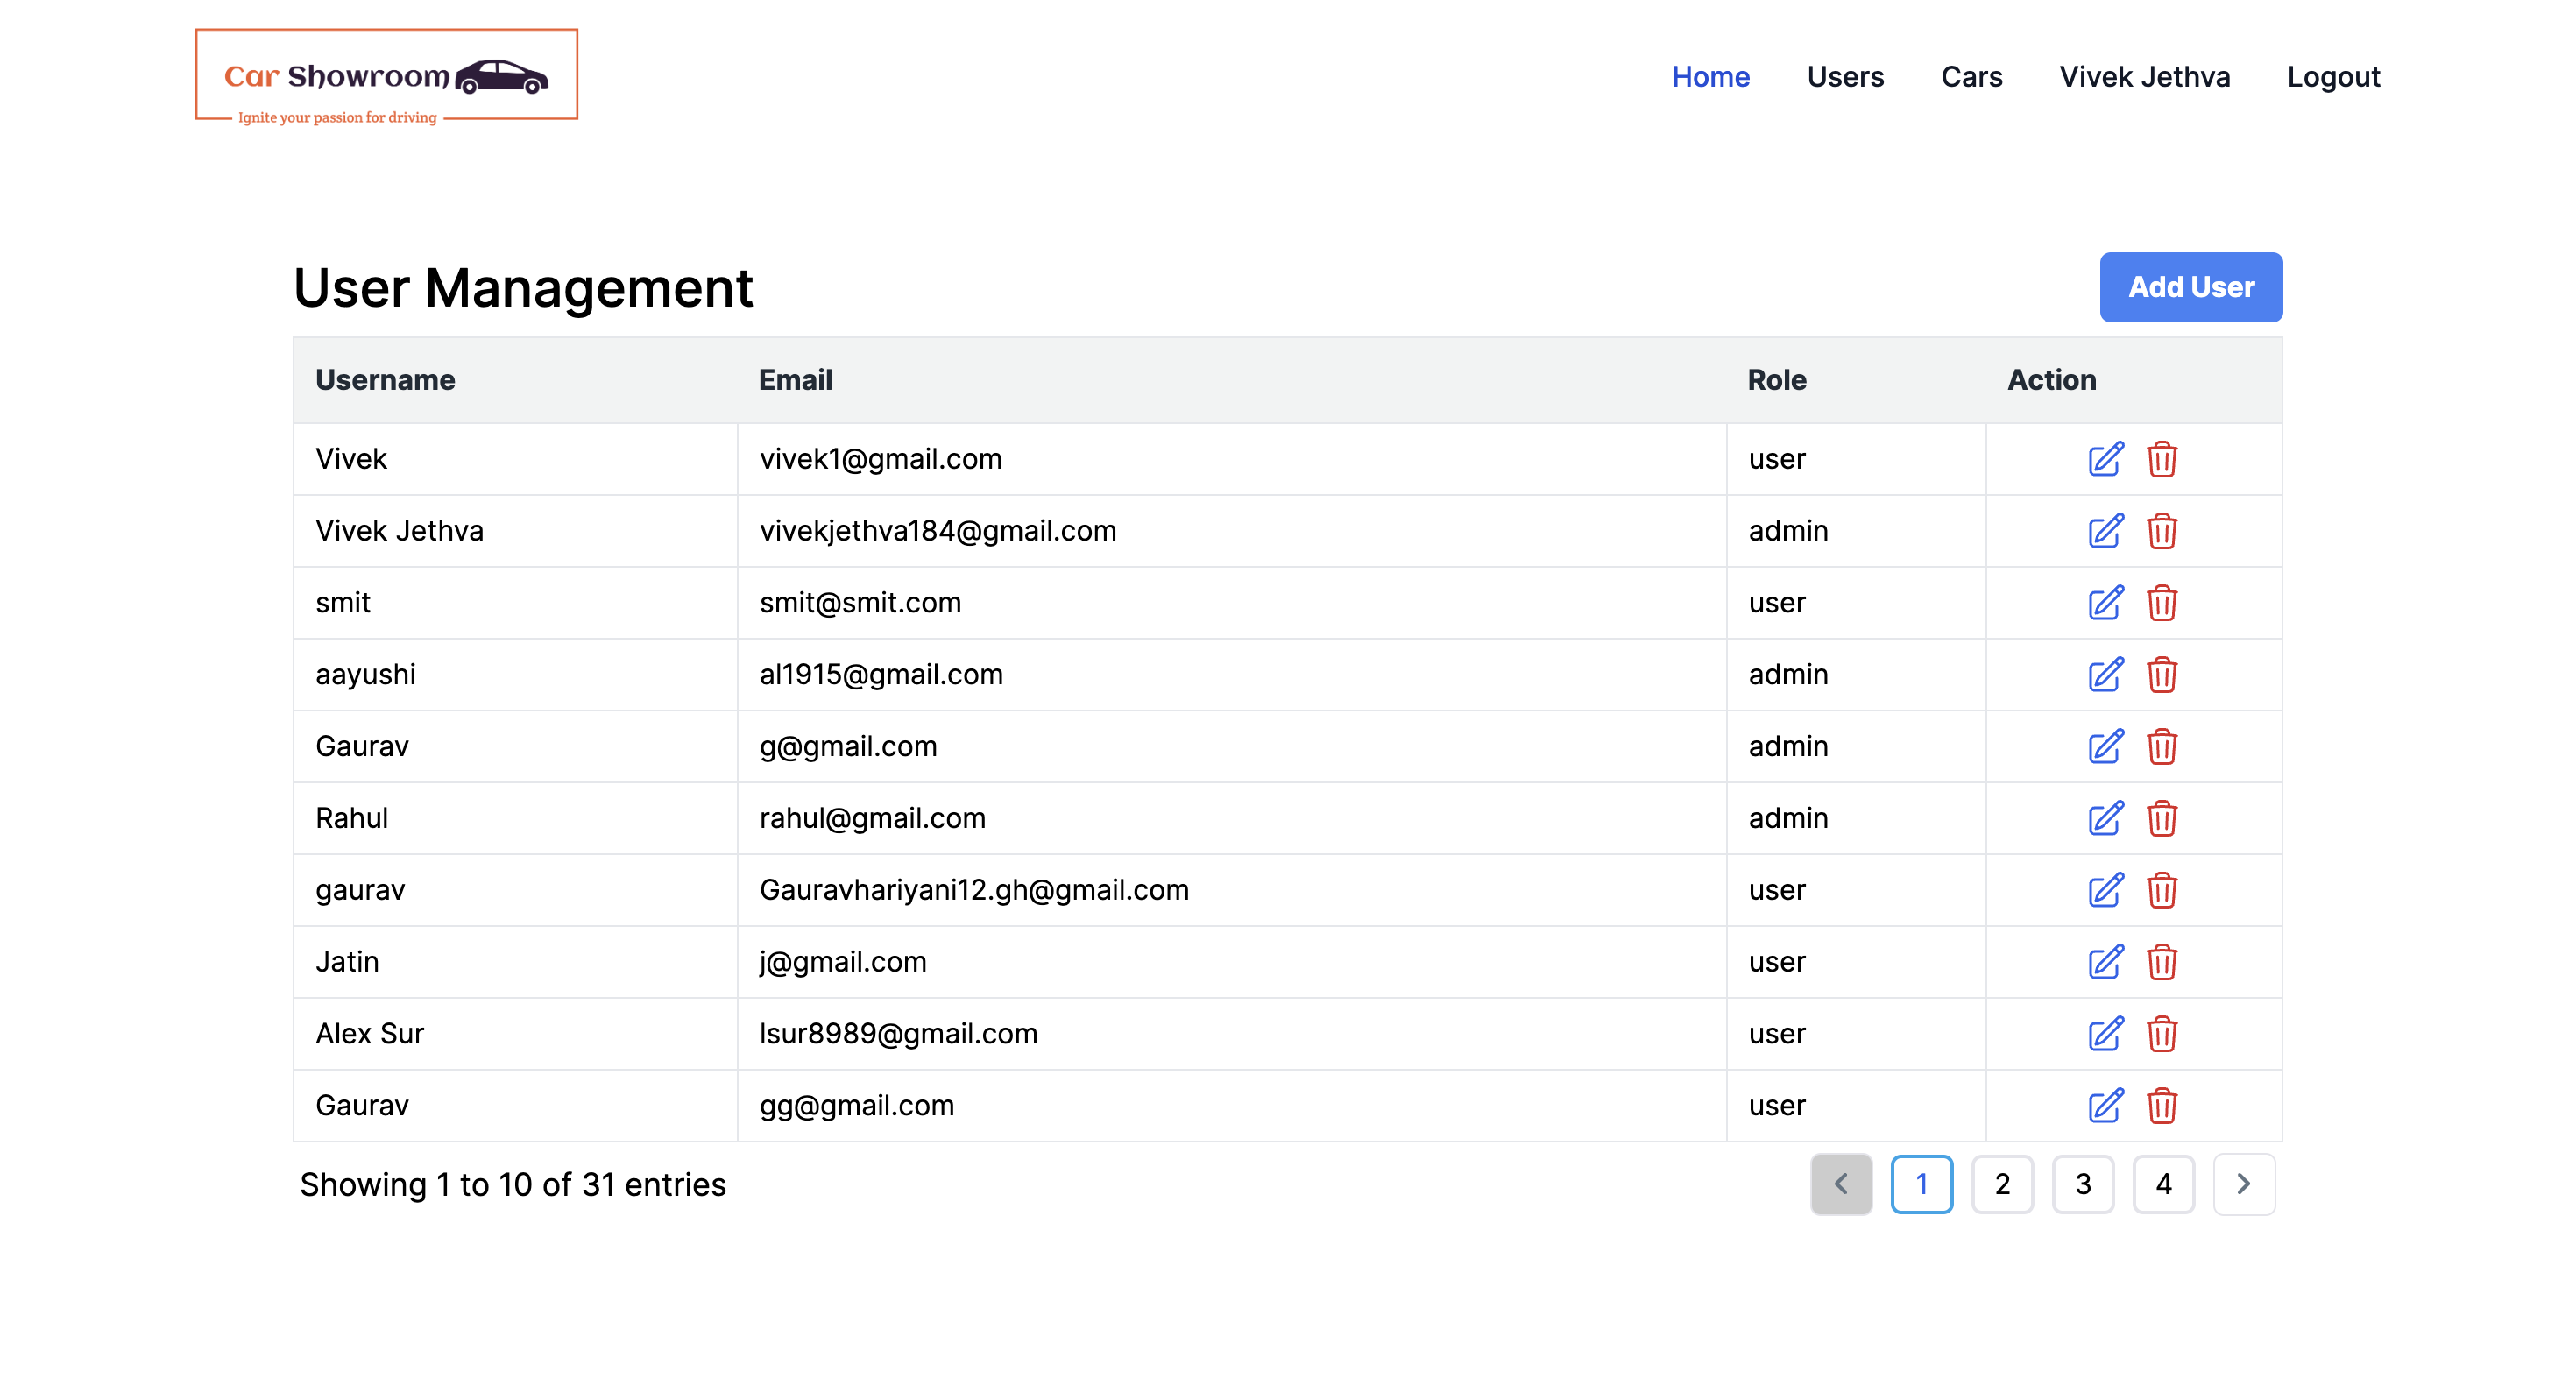 Car Showroom
Ignite your passion for driving
Home Users Cars Vivek Jethva Logout
User Management Add User
Username Email Role Action
Vivek vivek1@gmail.com user
Vivek Jethva vivekjethva184@gmail.com admin
smit smit@smit.com user
aayushi al1915@gmail.com admin
Gaurav g@gmail.com admin
Rahul rahul@gmail.com admin
gaurav Gauravhariyani12.gh@gmail.com user
Jatin j@gmail.com user
Alex Sur lsur8989@gmail.com user
Gaurav gg@gmail.com user
Showing 1 to 10 of 31 entries 1 2 3 4